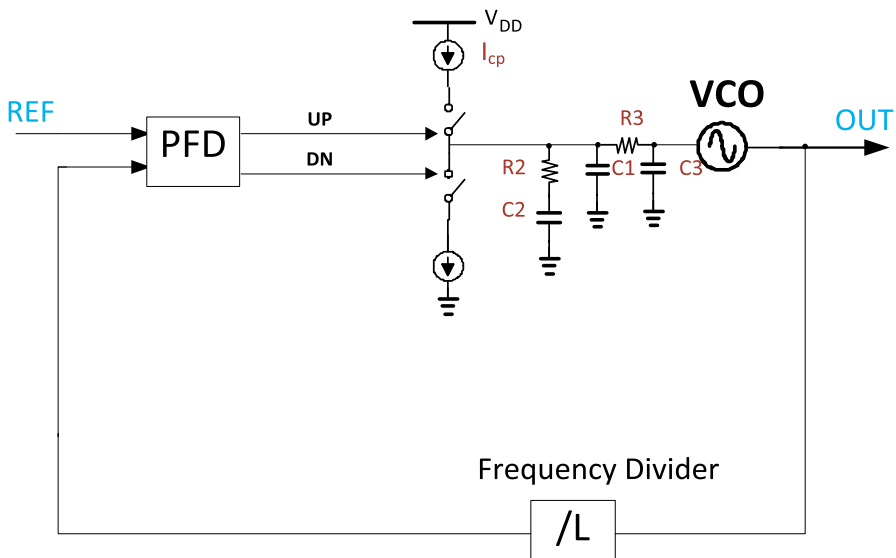 V_DD
I_cp
REF
PFD
UP
DN
R2
C2
C1
R3
C3
VCO
OUT
Frequency Divider
/L